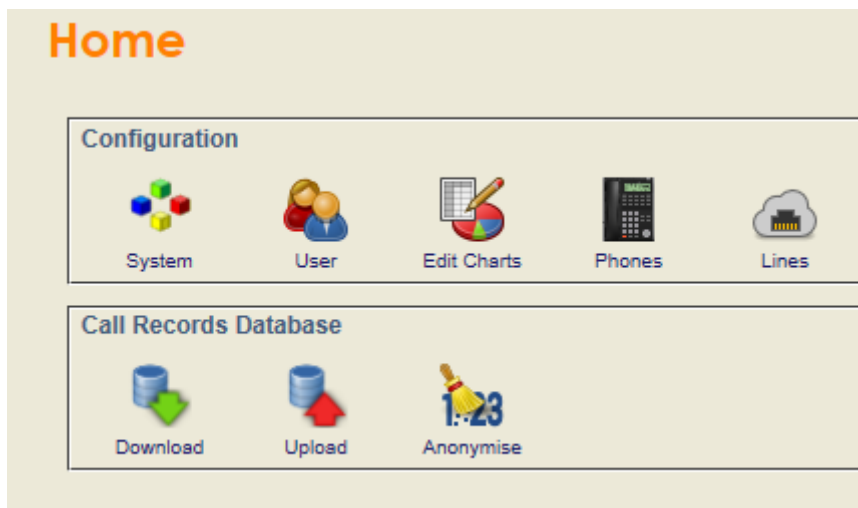 Home
Configuration
System User Edit Charts Phones Lines
Call Records Database
Download Upload Anonymise